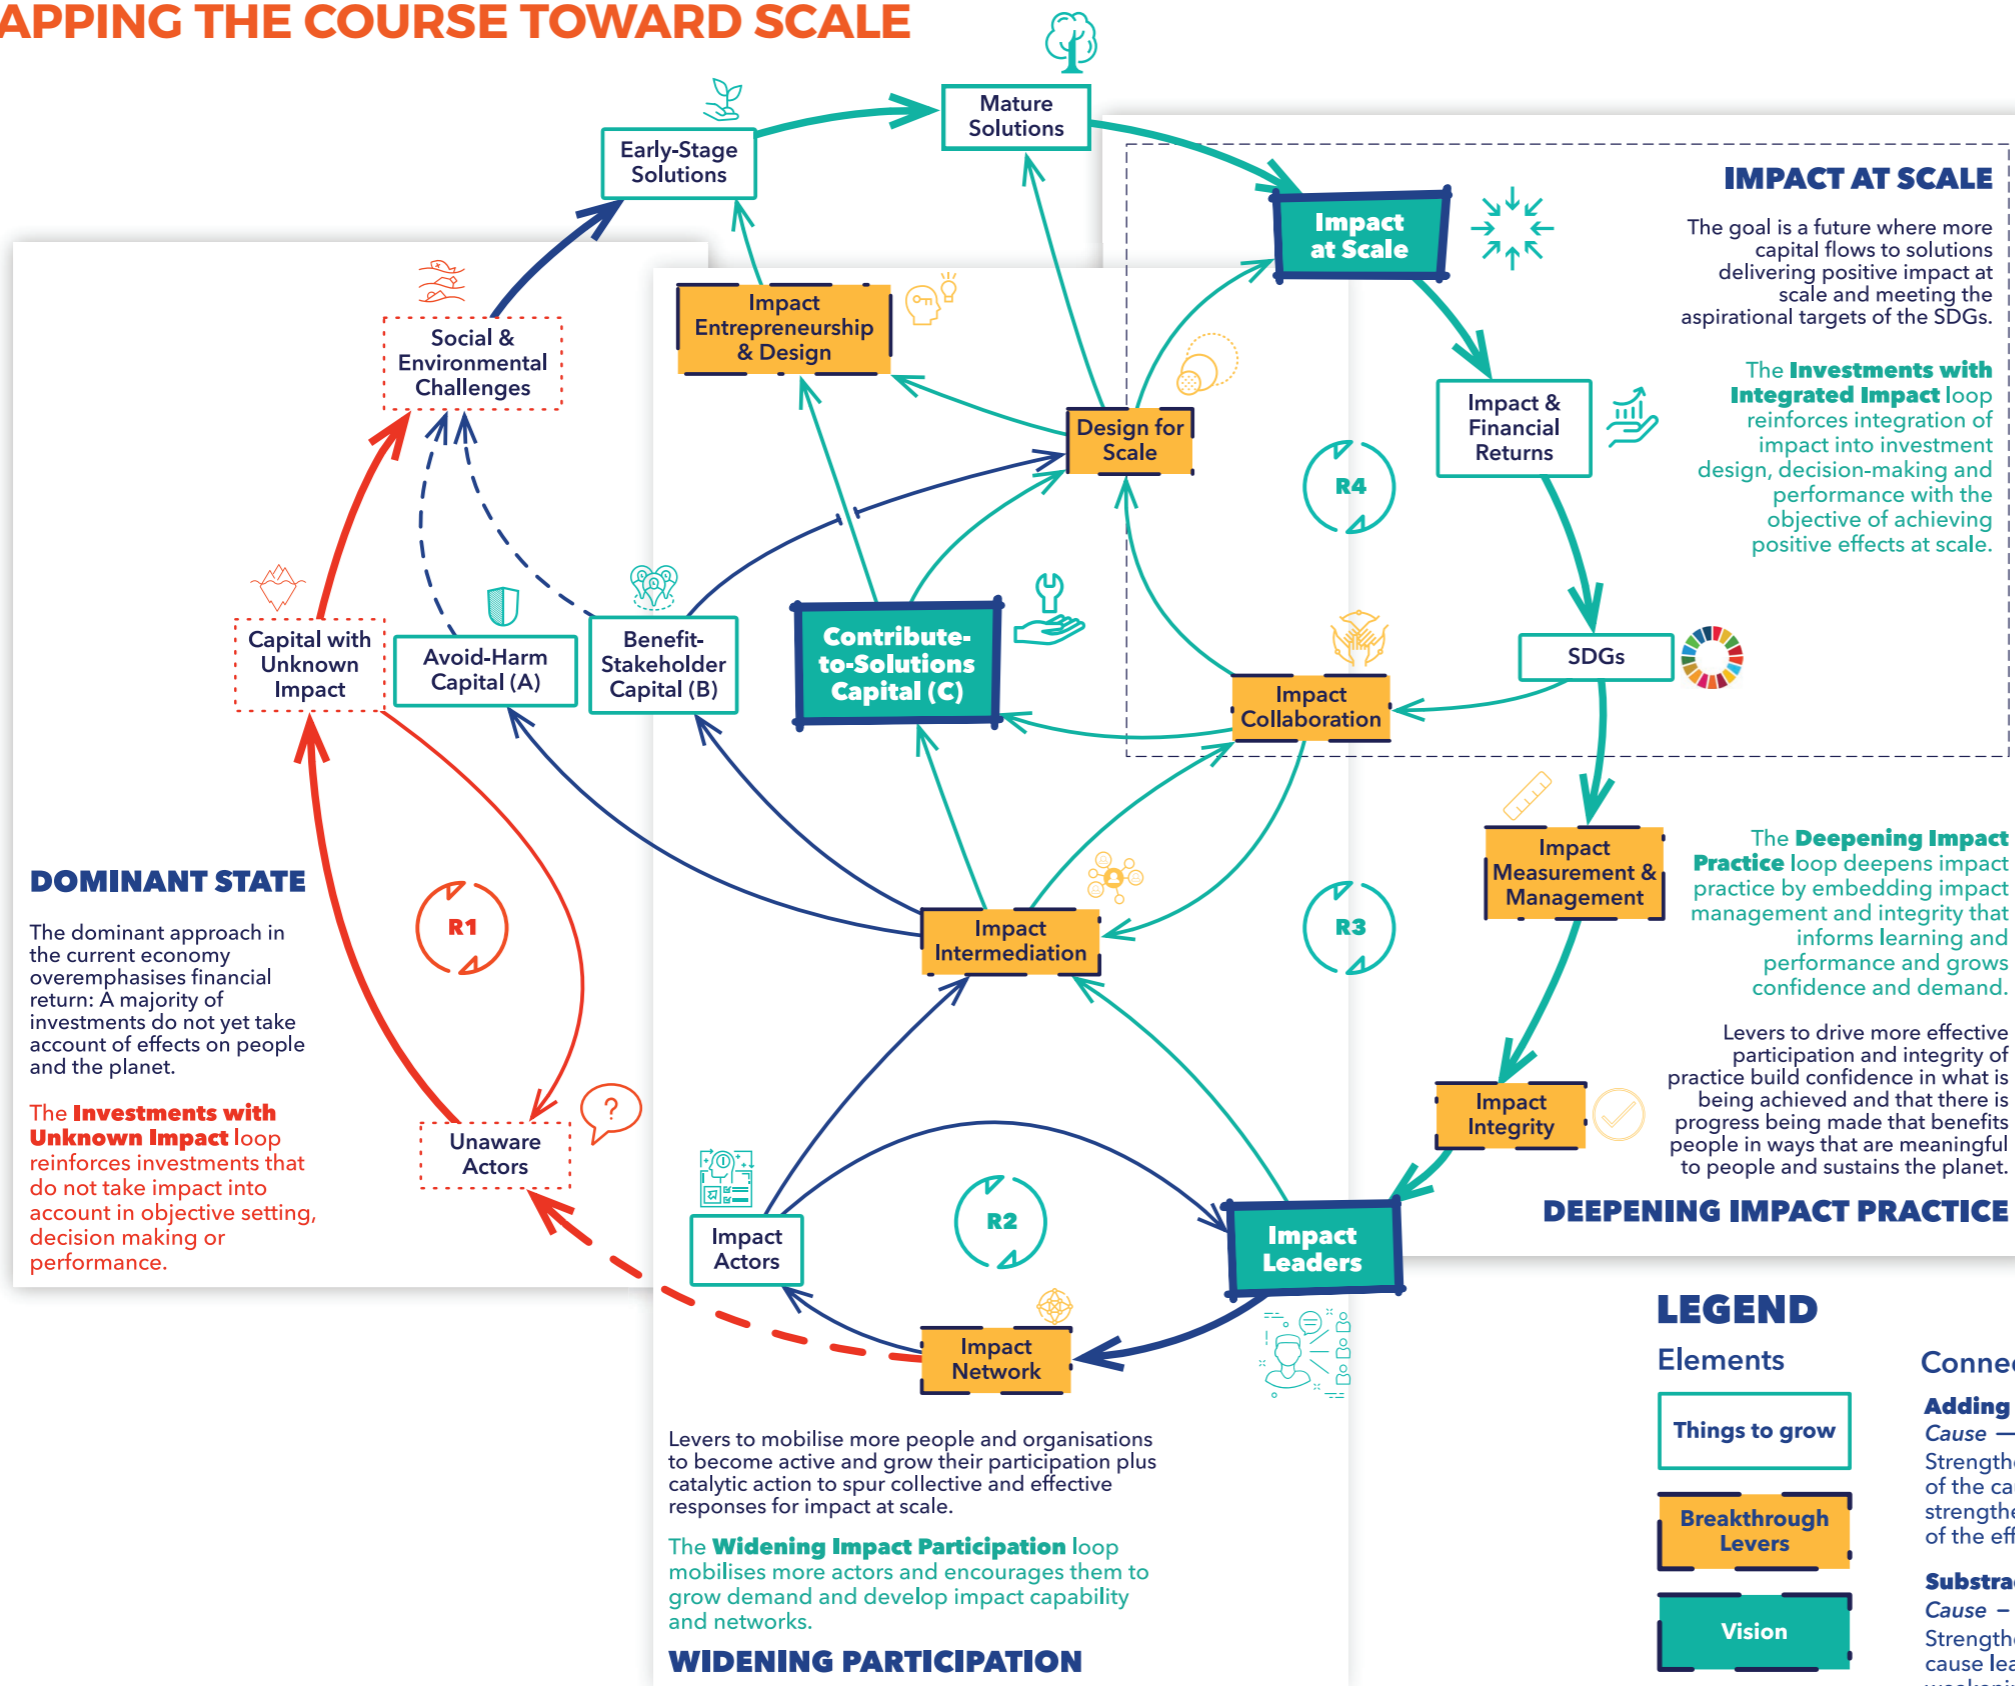 APPING THE COURSE TOWARD SCALE
Mature
Solutions
Early-Stage
Solutions
IMPACT AT SCALE
The goal is a future where more
capital flows to solutions
delivering positive impact at
scale and meeting the
aspirational targets of the SDGs.
The Investments with
Integrated Impact loop
reinforces integration of
impact into investment
design, decision-making and
performance with the
objective of achieving
positive effects at scale.
Impact
at Scale
Impact
Entrepreneurship
& Design
Social &
Environmental
Challenges
Impact &
Financial
Returns
Design for
Scale
R4
Capital with
Unknown
Impact
Avoid-Harm
Capital (A)
Benefit-
Stakeholder
Capital (B)
Contribute-
to-Solutions
Capital (C)
SDGs
Impact
Collaboration
Impact
Measurement &
Management
The Deepening Impact
Practice loop deepens impact
practice by embedding impact
management and integrity that
informs learning and
performance and grows
confidence and demand.
Levers to drive more effective
participation and integrity of
practice build confidence in what is
being achieved and that there is
progress being made that benefits
people in ways that are meaningful
to people and sustains the planet.
DEEPENING IMPACT PRACTICE
DOMINANT STATE
The dominant approach in
the current economy
overemphasises financial
return: A majority of
investments do not yet take
account of effects on people
and the planet.
The Investments with
Unknown Impact loop
reinforces investments that
do not take impact into
account in objective setting,
decision making or
performance.
R1
Impact
Intermediation
R3
Impact
Integrity
Unaware
Actors
?
Impact
Actors
R2
Impact
Leaders
Impact
Network
Levers to mobilise more people and organisations
to become active and grow their participation plus
catalytic action to spur collective and effective
responses for impact at scale.
The Widening Impact Participation loop
mobilises more actors and encourages them to
grow demand and develop impact capability
and networks.
WIDENING PARTICIPATION
LEGEND
Elements
Things to grow
Breakthrough
Levers
Vision
Connec
Adding
Cause —
Strengthe
of the ca
strengthe
of the eff
Substra
Cause –
Strengthe
cause lea